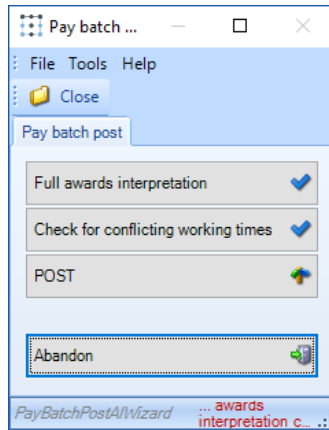 Pay batch ...
File Tools Help
Close
Pay batch post
Full awards interpretation
Check for conflicting working times
POST
Abandon
PayBatchPostAIWizard
... awards
interpretation c...